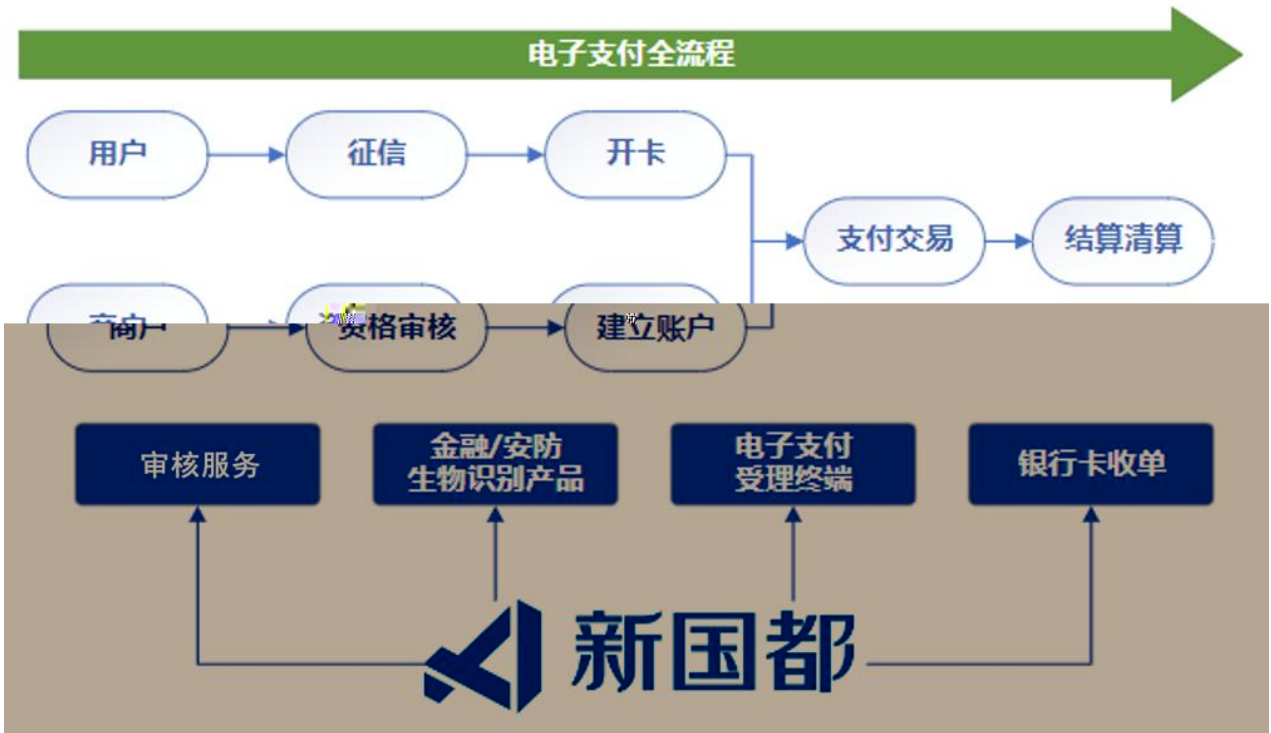 电子支付全流程
用户
征信
开卡
支付交易
结算清算
商户
资格审核
建立账户
审核服务
金融/安防
生物识别产品
电子支付
受理终端
银行卡收单
新国都